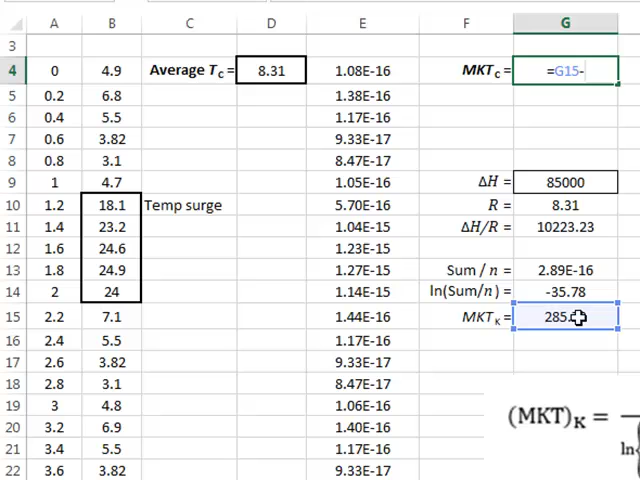 A B C D E F G
3
4 0 4.9 Average TC = 8.31 1.08E-16 MKTC = =G15-
5 0.2 6.8 1.38E-16
6 0.4 5.5 1.17E-16
7 0.6 3.82 9.33E-17
8 0.8 3.1 8.47E-17
9 1 4.7 1.05E-16 ΔH = 85000
10 1.2 18.1 Temp surge 5.70E-16 R = 8.31
11 1.4 23.2 1.04E-15 ΔH/R = 10223.23
12 1.6 24.6 1.23E-15
13 1.8 24.9 1.27E-15 Sum / n = 2.89E-16
14 2 24 1.14E-15 ln(Sum/n) = -35.78
15 2.2 7.1 1.44E-16 MKTK = 285.
16 2.4 5.5 1.17E-16
17 2.6 3.82 9.33E-17
18 2.8 3.1 8.47E-17
19 3 4.8 1.06E-16
20 3.2 6.9 1.40E-16
21 3.4 5.5 1.17E-16
22 3.6 3.82 9.33E-17
(MKT)K =
ln